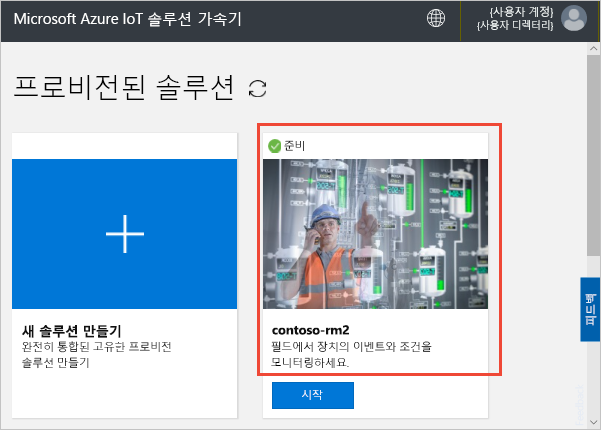 Microsoft Azure IoT 솔루션 가속기
{사용자 계정}
{사용자 디렉터리}
프로비전된 솔루션
준비
새 솔루션 만들기
완전히 통합된 고유한 프로비전
솔루션 만들기
contoso-rm2
필드에서 장치의 이벤트와 조건을
모니터링하세요.
시작
피드백